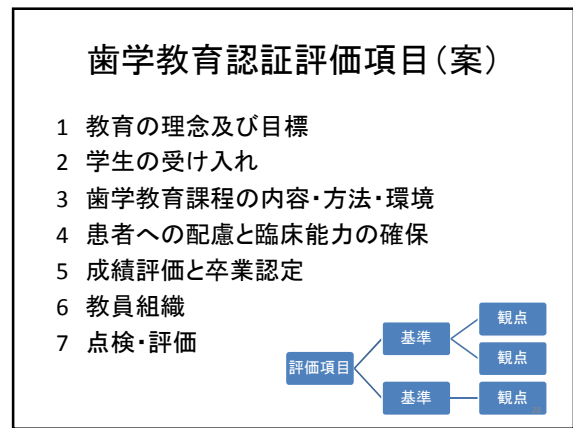 歯学教育認証評価項目（案）
1 教育の理念及び目標
2 学生の受け入れ
3 歯学教育課程の内容・方法・環境
4 患者への配慮と臨床能力の確保
5 成績評価と卒業認定
6 教員組織
7 点検・評価
評価項目
基準
観点
観点
基準
観点